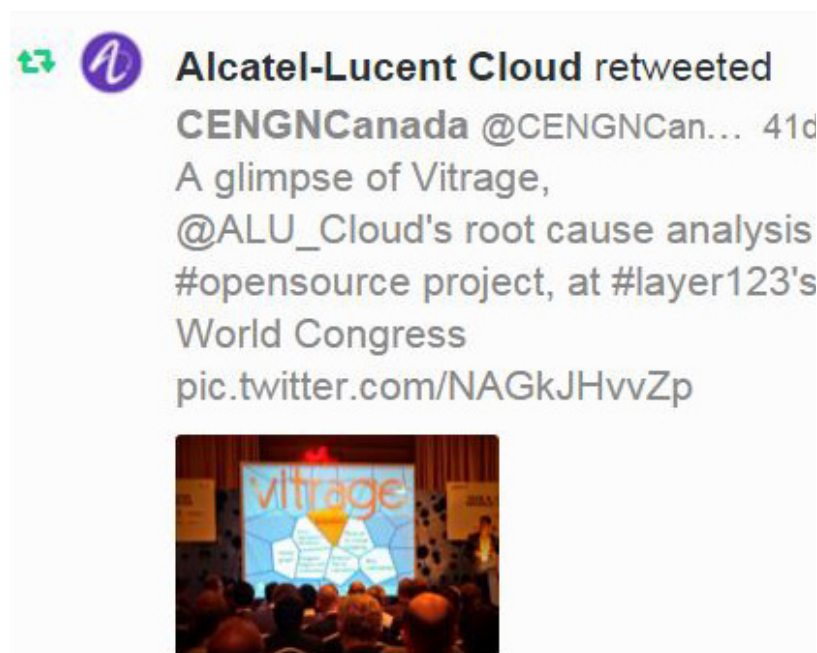 Alcatel-Lucent Cloud retweeted
CENGNCanada @CENGNCan... 41d
A glimpse of Vitrage,
@ALU_Cloud's root cause analysis
#opensource project, at #layer123's
World Congress
pic.twitter.com/NAGkJHvvZp
vitrage